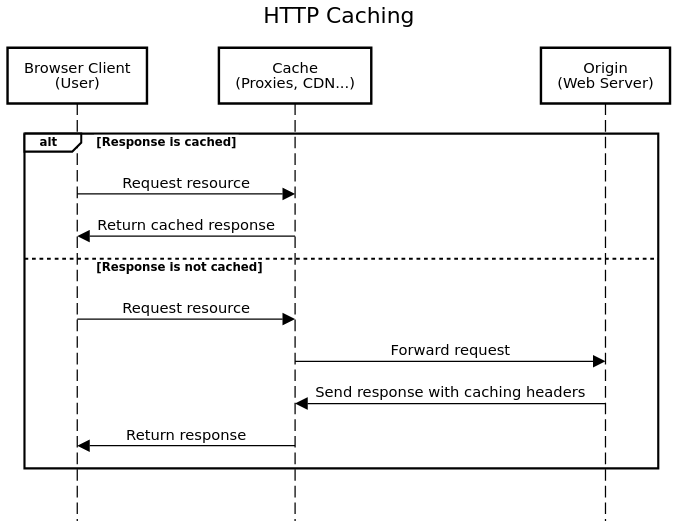 HTTP Caching
Browser Client
(User)
Cache
(Proxies, CDN...)
Origin
(Web Server)
alt
[Response is cached]
Request resource
Return cached response
[Response is not cached]
Request resource
Forward request
Send response with caching headers
Return response